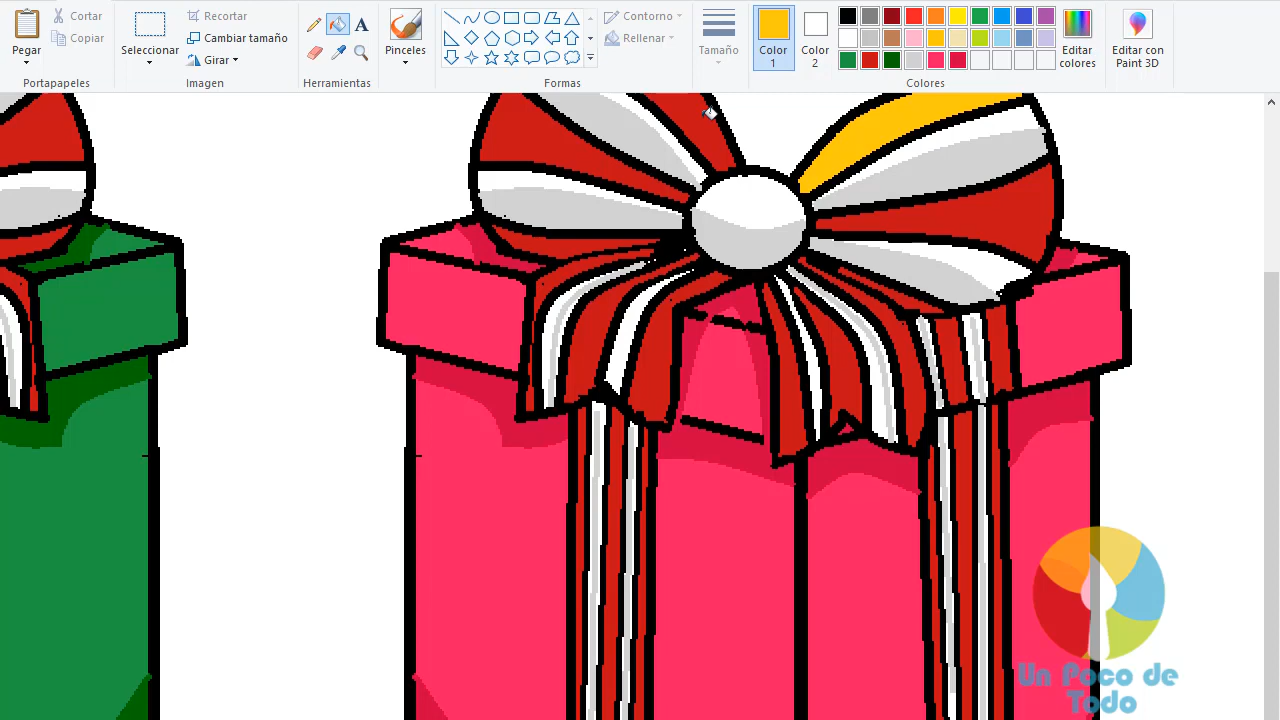 Pegar
Cortar
Copiar
Portapapeles
Seleccionar
Recortar
Cambiar tamaño
Girar
Imagen
A
Herramientas
Pinceles
Contorno
Rellenar
Formas
Tamaño
Color 1
Color 2
Editar colores
Colores
Editar con Paint 3D
Un Poco de
Todo